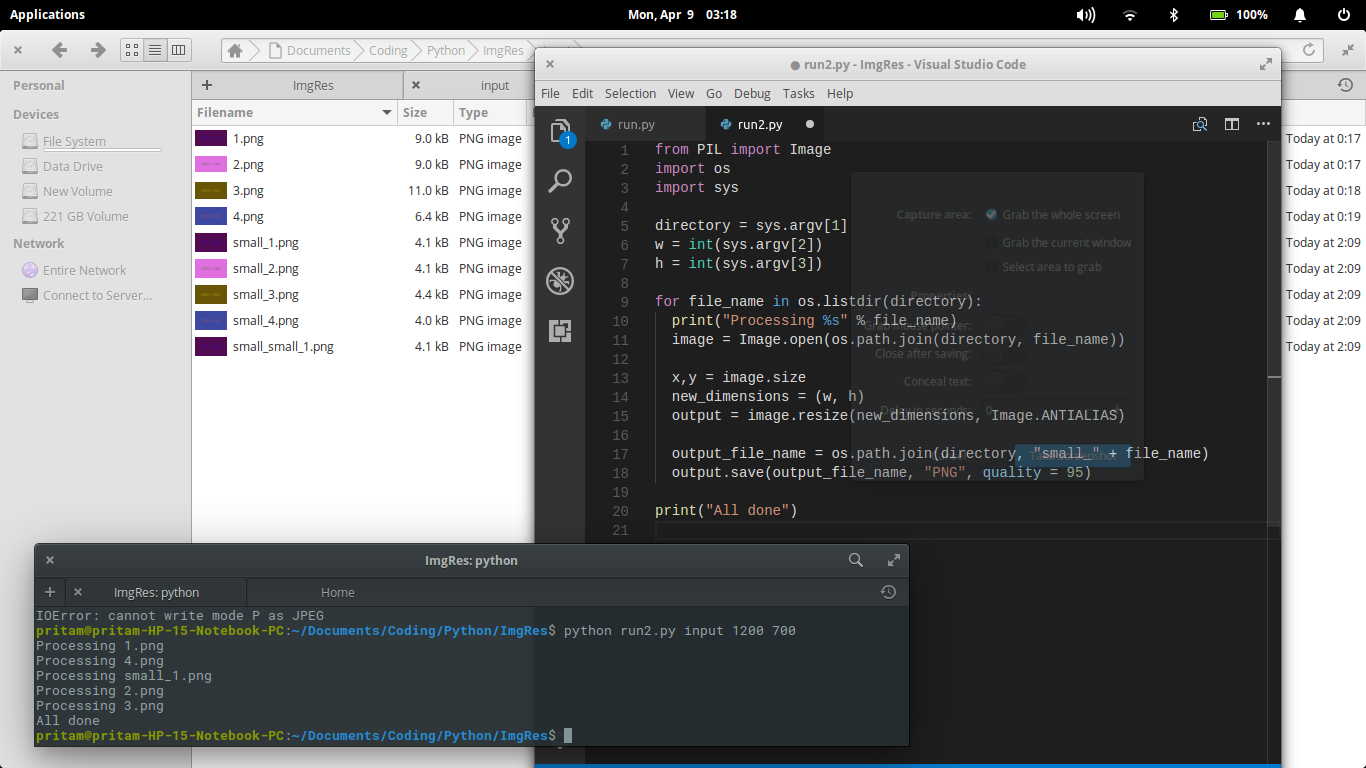 Applications
Mon, Apr 9 03:18
100%
Documents
Coding
Python
ImgRes
Personal
Devices
File System
Data Drive
New Volume
221 GB Volume
Network
Entire Network
Connect to Server...
ImgRes
input
Filename Size Type
1.png 9.0 kB PNG image Today at 0:17
2.png 9.0 kB PNG image Today at 0:17
3.png 11.0 kB PNG image Today at 0:18
4.png 6.4 kB PNG image Today at 0:19
small_1.png 4.1 kB PNG image Today at 2:09
small_2.png 4.1 kB PNG image Today at 2:09
small_3.png 4.4 kB PNG image Today at 2:09
small_4.png 4.0 kB PNG image Today at 2:09
small_small_1.png 4.1 kB PNG image Today at 2:09
● run2.py - ImgRes - Visual Studio Code
File Edit Selection View Go Debug Tasks Help
1
run.py
run2.py
1 from PIL import Image
2 import os
3 import sys
4
5 directory = sys.argv[1]
6 w = int(sys.argv[2])
7 h = int(sys.argv[3])
8
9 for file_name in os.listdir(directory):
10 print("Processing %s" % file_name)
11 image = Image.open(os.path.join(directory, file_name))
12
13 x,y = image.size
14 new_dimensions = (w, h)
15 output = image.resize(new_dimensions, Image.ANTIALIAS)
16
17 output_file_name = os.path.join(directory, "small_" + file_name)
18 output.save(output_file_name, "PNG", quality = 95)
19
20 print("All done")
21
Capture area:
Grab the whole screen
Grab the current window
Select area to grab
Properties:
Grab mouse pointer:
Close after saving:
Conceal text:
Delay in seconds:
ImgRes: python
ImgRes: python
Home
IOError: cannot write mode P as JPEG
pritam@pritam-HP-15-Notebook-PC:~/Documents/Coding/Python/ImgRes$ python run2.py input 1200 700
Processing 1.png
Processing 4.png
Processing small_1.png
Processing 2.png
Processing 3.png
All done
pritam@pritam-HP-15-Notebook-PC:~/Documents/Coding/Python/ImgRes$